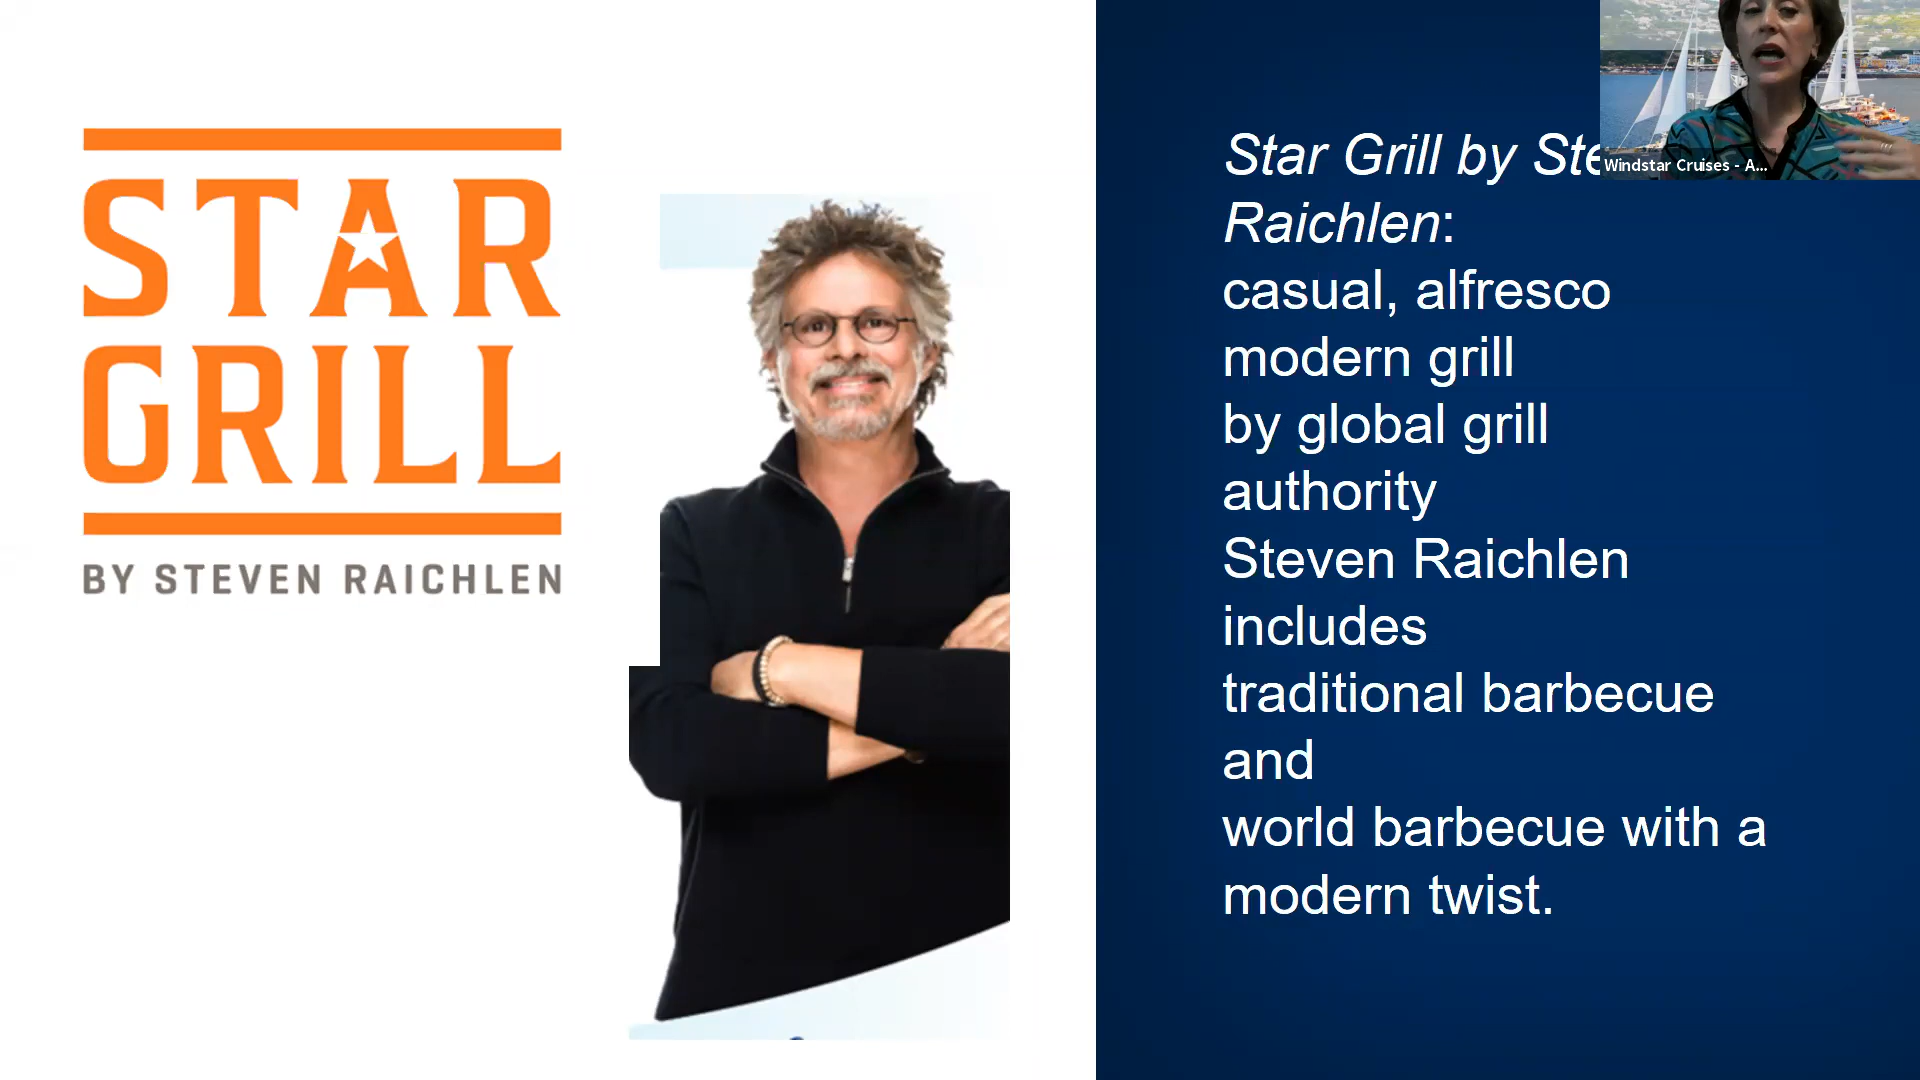 STAR
GRILL
BY STEVEN RAICHLEN
Star Grill by
Raichlen:
casual, alfresco
modern grill
by global grill
authority
Steven Raichlen
includes
traditional barbecue
and
world barbecue with a
modern twist.
Windstar Cruises - A...